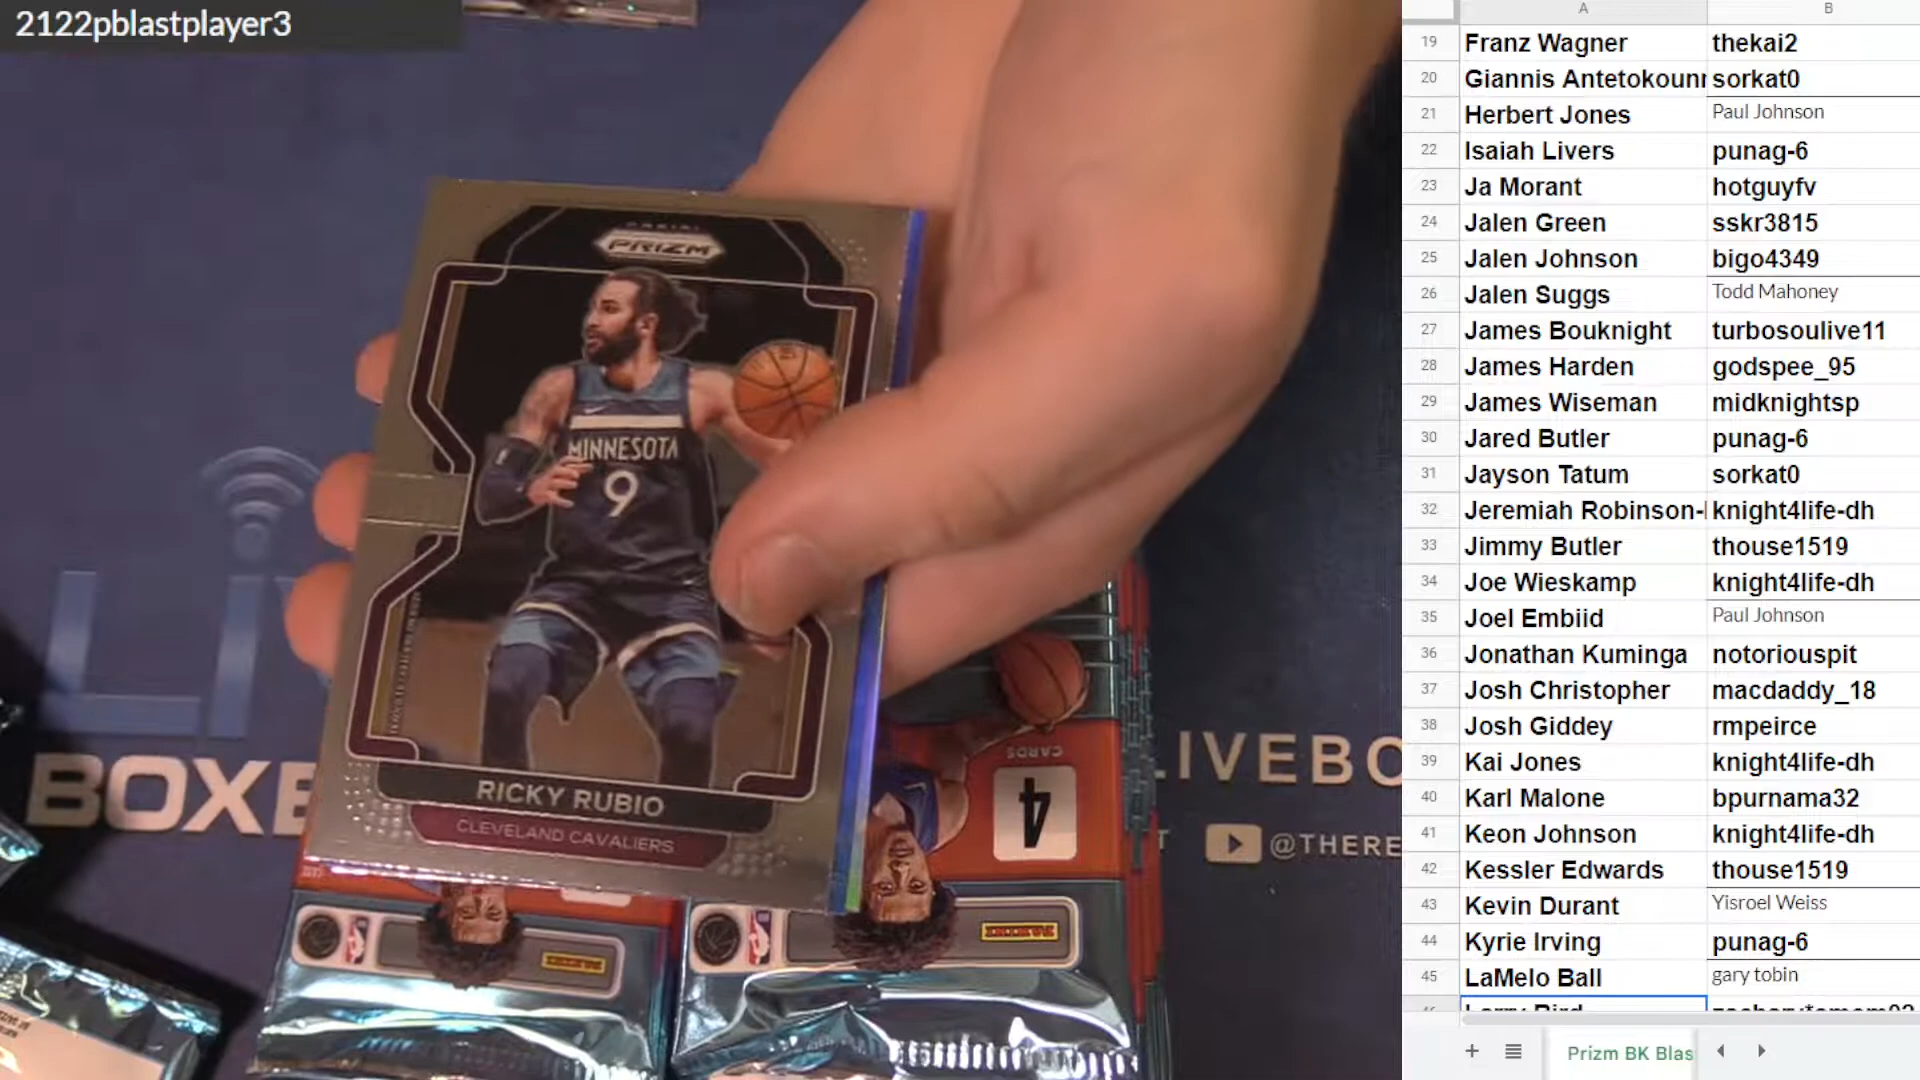 2122pblastplayer3
PANINI
PRIZM
MINNESOTA
9
RICKY RUBIO
CLEVELAND CAVALIERS
BOXE
LIVEBO
@THERE
CARDS
4
PANINI
PANINI
A B
19 Franz Wagner thekai2
20 Giannis Antetokoun sorkat0
21 Herbert Jones Paul Johnson
22 Isaiah Livers punag-6
23 Ja Morant hotguyfv
24 Jalen Green sskr3815
25 Jalen Johnson bigo4349
26 Jalen Suggs Todd Mahoney
27 James Bouknight turbosoulive11
28 James Harden godspee_95
29 James Wiseman midknightsp
30 Jared Butler punag-6
31 Jayson Tatum sorkat0
32 Jeremiah Robinson- knight4life-dh
33 Jimmy Butler thouse1519
34 Joe Wieskamp knight4life-dh
35 Joel Embiid Paul Johnson
36 Jonathan Kuminga notoriouspit
37 Josh Christopher macdaddy_18
38 Josh Giddey rmpeirce
39 Kai Jones knight4life-dh
40 Karl Malone bpurnama32
41 Keon Johnson knight4life-dh
42 Kessler Edwards thouse1519
43 Kevin Durant Yisroel Weiss
44 Kyrie Irving punag-6
45 LaMelo Ball gary tobin
Larry Bird
Prizm BK Blas